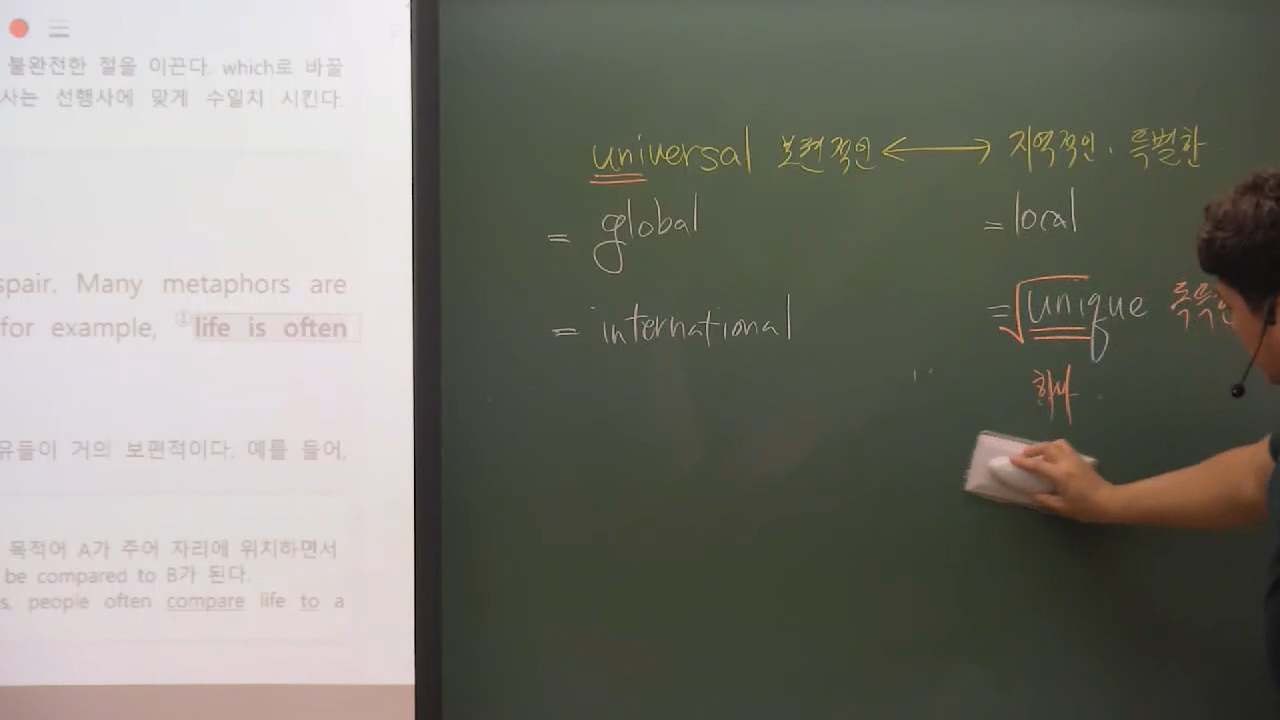 불완전한 절을 이끈다. which로 바꿀
사는 선행사에 맞게 수일치 시킨다.
spair. Many metaphors are
for example, ①life is often
유들이 거의 보편적이다. 예를 들어,
목적어 A가 주어 자리에 위치하면서
be compared to B가 된다.
s, people often compare life to a
universal 보편적인 ↔ 지역적인, 특별한
= global = local
= international = unique 독특